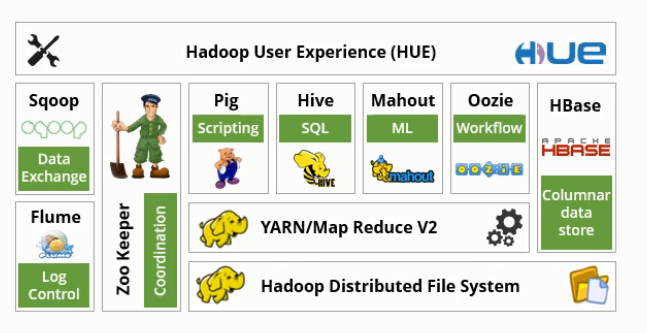 Hadoop User Experience (HUE)
HUE
Sqoop
sqoop
Data
Exchange
Flume
Log
Control
Zoo Keeper
Coordination
Pig
Scripting
Hive
SQL
HIVE
Mahout
ML
mahout
Oozie
Workflow
OOZIE
HBase
APACHE
HBASE
Columnar
data
store
YARN/Map Reduce V2
Hadoop Distributed File System